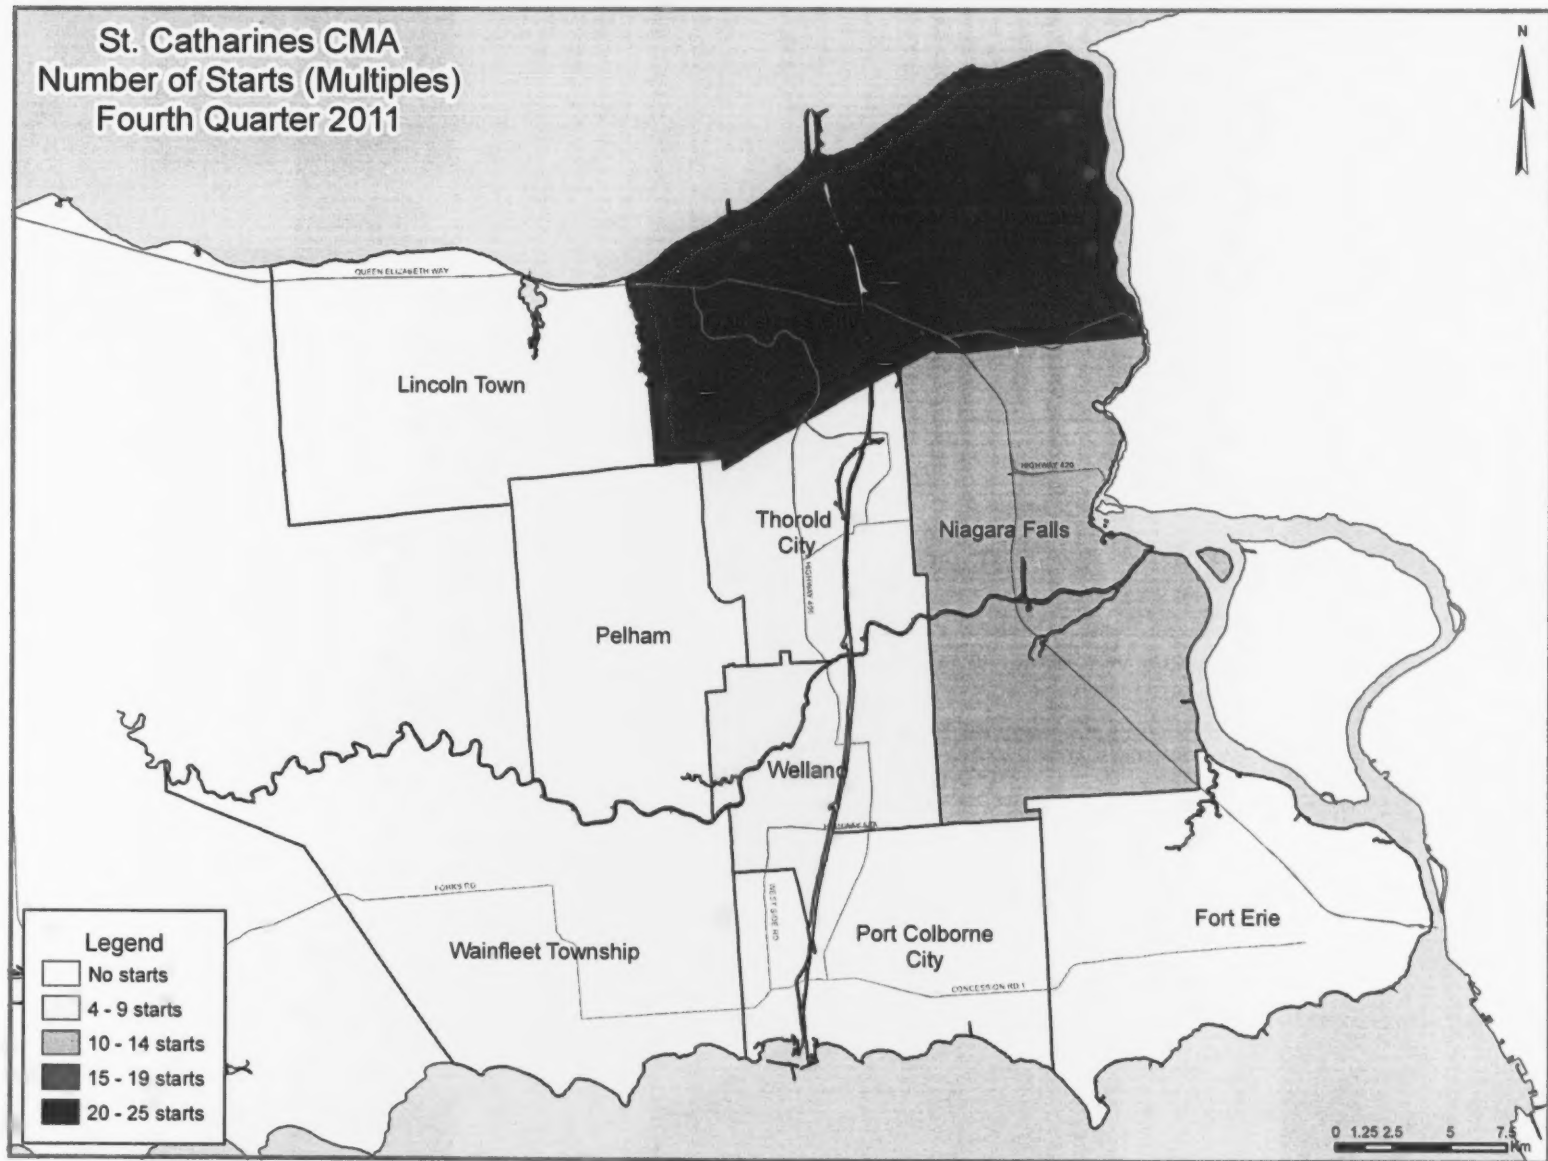 St. Catharines CMA
Number of Starts (Multiples)
Fourth Quarter 2011
N
QUEEN ELIZABETH WAY
Lincoln Town
HIGHWAY 420
Thorold
City
Niagara Falls
HIGHWAY 406
Pelham
Welland
FORKS RD
WEST SIDE RD
Wainfleet Township
Port Colborne
City
Fort Erie
CONCESSION RD 1
Legend
No starts
4 - 9 starts
10 - 14 starts
15 - 19 starts
20 - 25 starts
0 1.25 2.5 5 7.5
Km